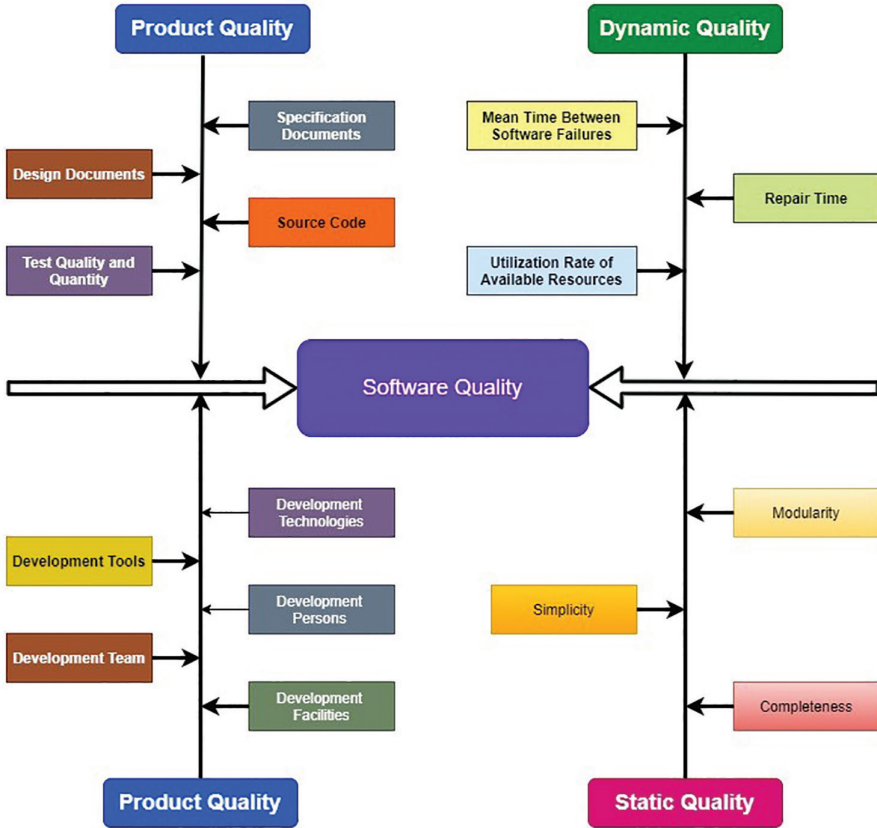 Product Quality
Dynamic Quality
Specification
Documents
Mean Time Between
Software Failures
Design Documents
Repair Time
Source Code
Test Quality and
Quantity
Utilization Rate of
Available Resources
Software Quality
Development
Technologies
Modularity
Development Tools
Development
Persons
Simplicity
Development Team
Development
Facilities
Completeness
Product Quality
Static Quality